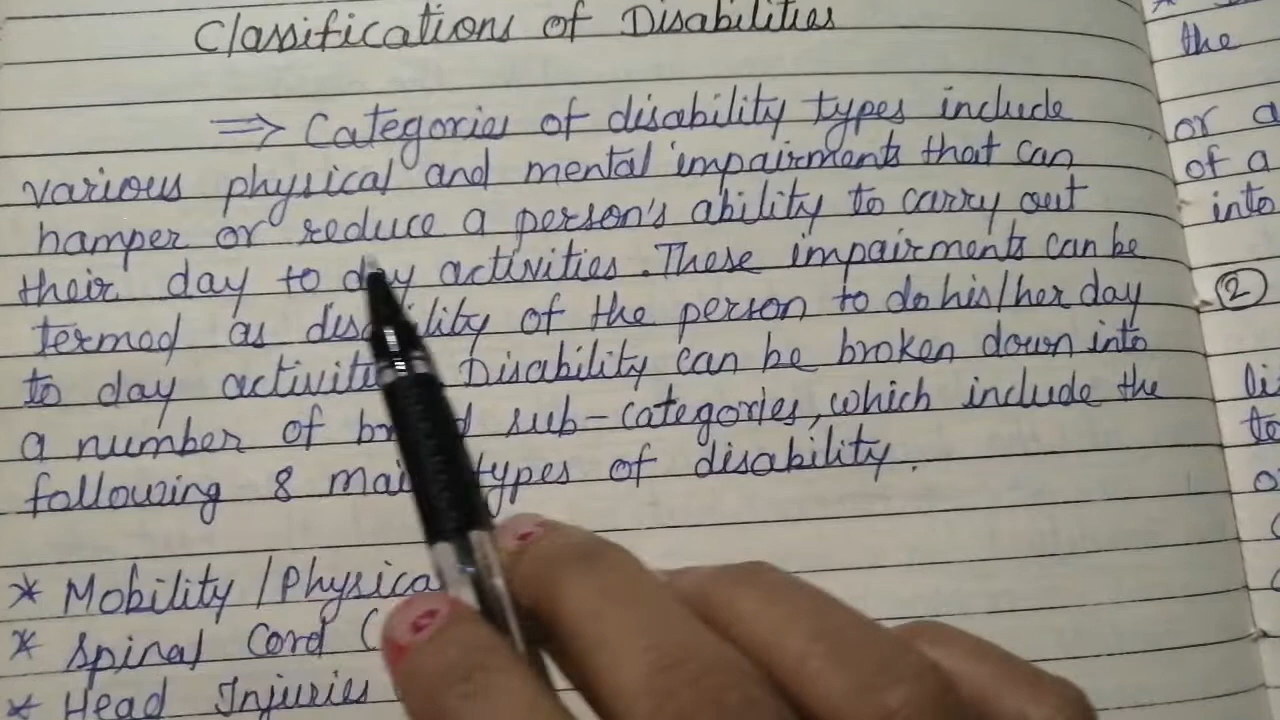 Classifications of Disabilities
⇒ Categories of disability types include
various physical and mental impairments that can
hamper or reduce a person's ability to carry out
their day to day activities. These impairments can be
termed as disability of the person to do his/her day
to day activities Disability can be broken down into
a number of broad sub-categories, which include the
following 8 main types of disability.
* Mobility / Physical
* Spinal Cord (
* Head Injuries
the
or a
of a
into
②